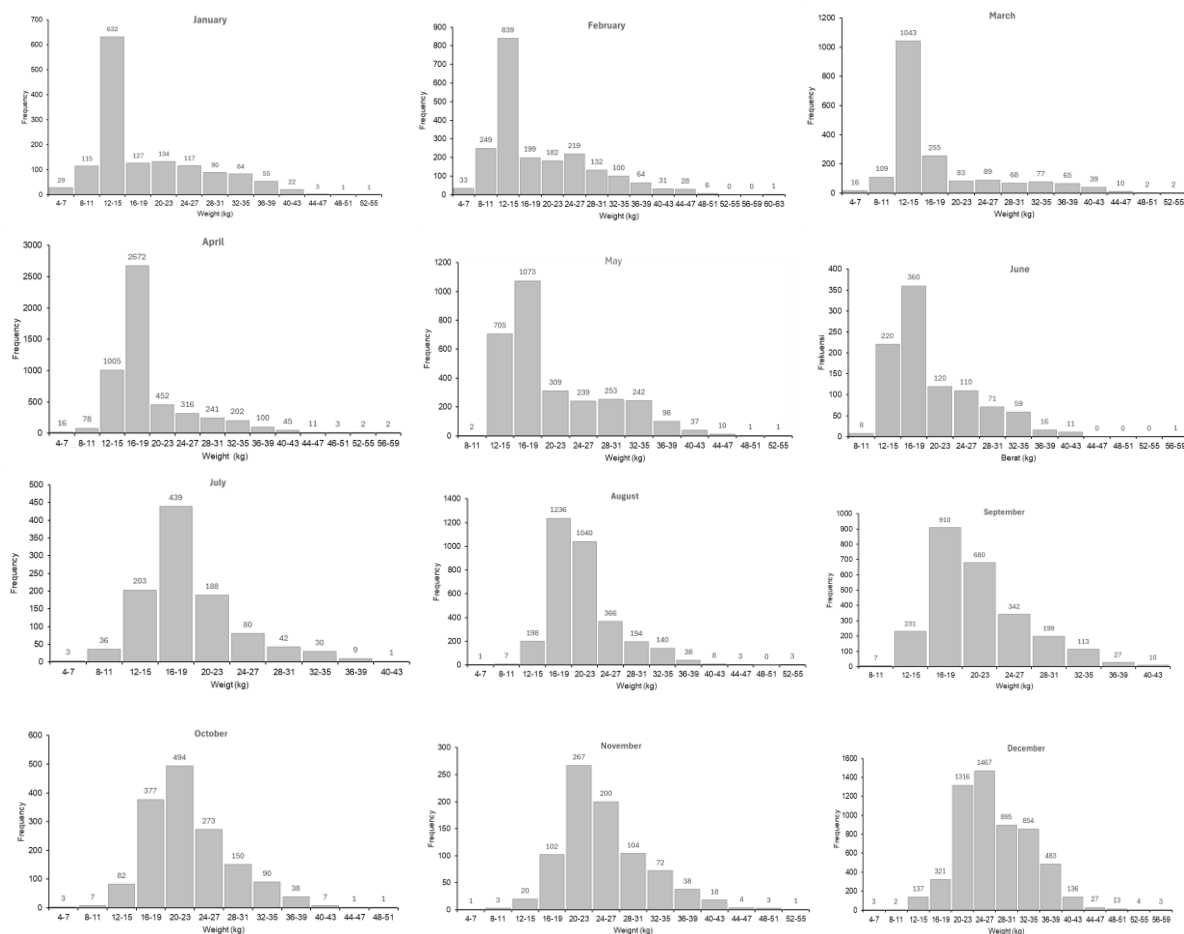 January
Frequency
700
600
500
400
300
200
100
0
29 115 632 127 134 117 90 84 55 22 3 1 1
4-7 8-11 12-15 16-19 20-23 24-27 28-31 32-35 36-39 40-43 44-47 48-51 52-55
Weight (kg)
February
Frequency
900
800
700
600
500
400
300
200
100
0
33 249 839 199 182 219 132 100 64 31 28 6 0 0 1
4-7 8-11 12-15 16-19 20-23 24-27 28-31 32-35 36-39 40-43 44-47 48-51 52-55 56-59 60-63
Weight (kg)
March
Frequency
1200
1000
800
600
400
200
0
16 109 1043 255 83 89 68 77 65 39 10 2 2
4-7 8-11 12-15 16-19 20-23 24-27 28-31 32-35 36-39 40-43 44-47 48-51 52-55
Weight (kg)
April
Frequency
3000
2500
2000
1500
1000
500
0
16 78 1005 2672 452 316 241 202 100 45 11 3 2 2
4-7 8-11 12-15 16-19 20-23 24-27 28-31 32-35 36-39 40-43 44-47 48-51 52-55 56-59
Weight (kg)
May
Frequency
1200
1000
800
600
400
200
0
2 705 1073 309 239 253 242 98 37 10 1 1
8-11 12-15 16-19 20-23 24-27 28-31 32-35 36-39 40-43 44-47 48-51 52-55
Weight (kg)
June
Frekuensi
400
350
300
250
200
150
100
50
0
8 220 360 120 110 71 59 16 11 0 0 0 1
8-11 12-15 16-19 20-23 24-27 28-31 32-35 36-39 40-43 44-47 48-51 52-55 56-59
Berat (kg)
July
Frequency
500
450
400
350
300
250
200
150
100
50
0
3 36 203 439 188 80 42 30 9 1
4-7 8-11 12-15 16-19 20-23 24-27 28-31 32-35 36-39 40-43
Weigt (kg)
August
Frequency
1400
1200
1000
800
600
400
200
0
1 7 198 1236 1040 366 194 140 38 8 3 0 3
4-7 8-11 12-15 16-19 20-23 24-27 28-31 32-35 36-39 40-43 44-47 48-51 52-55
Weight (kg)
September
Frequency
1000
900
800
700
600
500
400
300
200
100
0
7 231 910 680 342 199 113 27 10
8-11 12-15 16-19 20-23 24-27 28-31 32-35 36-39 40-43
Weight (kg)
October
Frequency
600
500
400
300
200
100
0
3 7 82 377 494 273 150 90 38 7 1 1
4-7 8-11 12-15 16-19 20-23 24-27 28-31 32-35 36-39 40-43 44-47 48-51
Weight (kg)
November
Frequency
300
250
200
150
100
50
0
1 3 20 102 267 200 104 72 38 18 4 3 1
4-7 8-11 12-15 16-19 20-23 24-27 28-31 32-35 36-39 40-43 44-47 48-51 52-55
Weight (kg)
December
Frequency
1600
1400
1200
1000
800
600
400
200
0
3 2 137 321 1316 1467 895 854 483 136 27 13 4 3
4-7 8-11 12-15 16-19 20-23 24-27 28-31 32-35 36-39 40-43 44-47 48-51 52-55 56-59
Weight (kg)